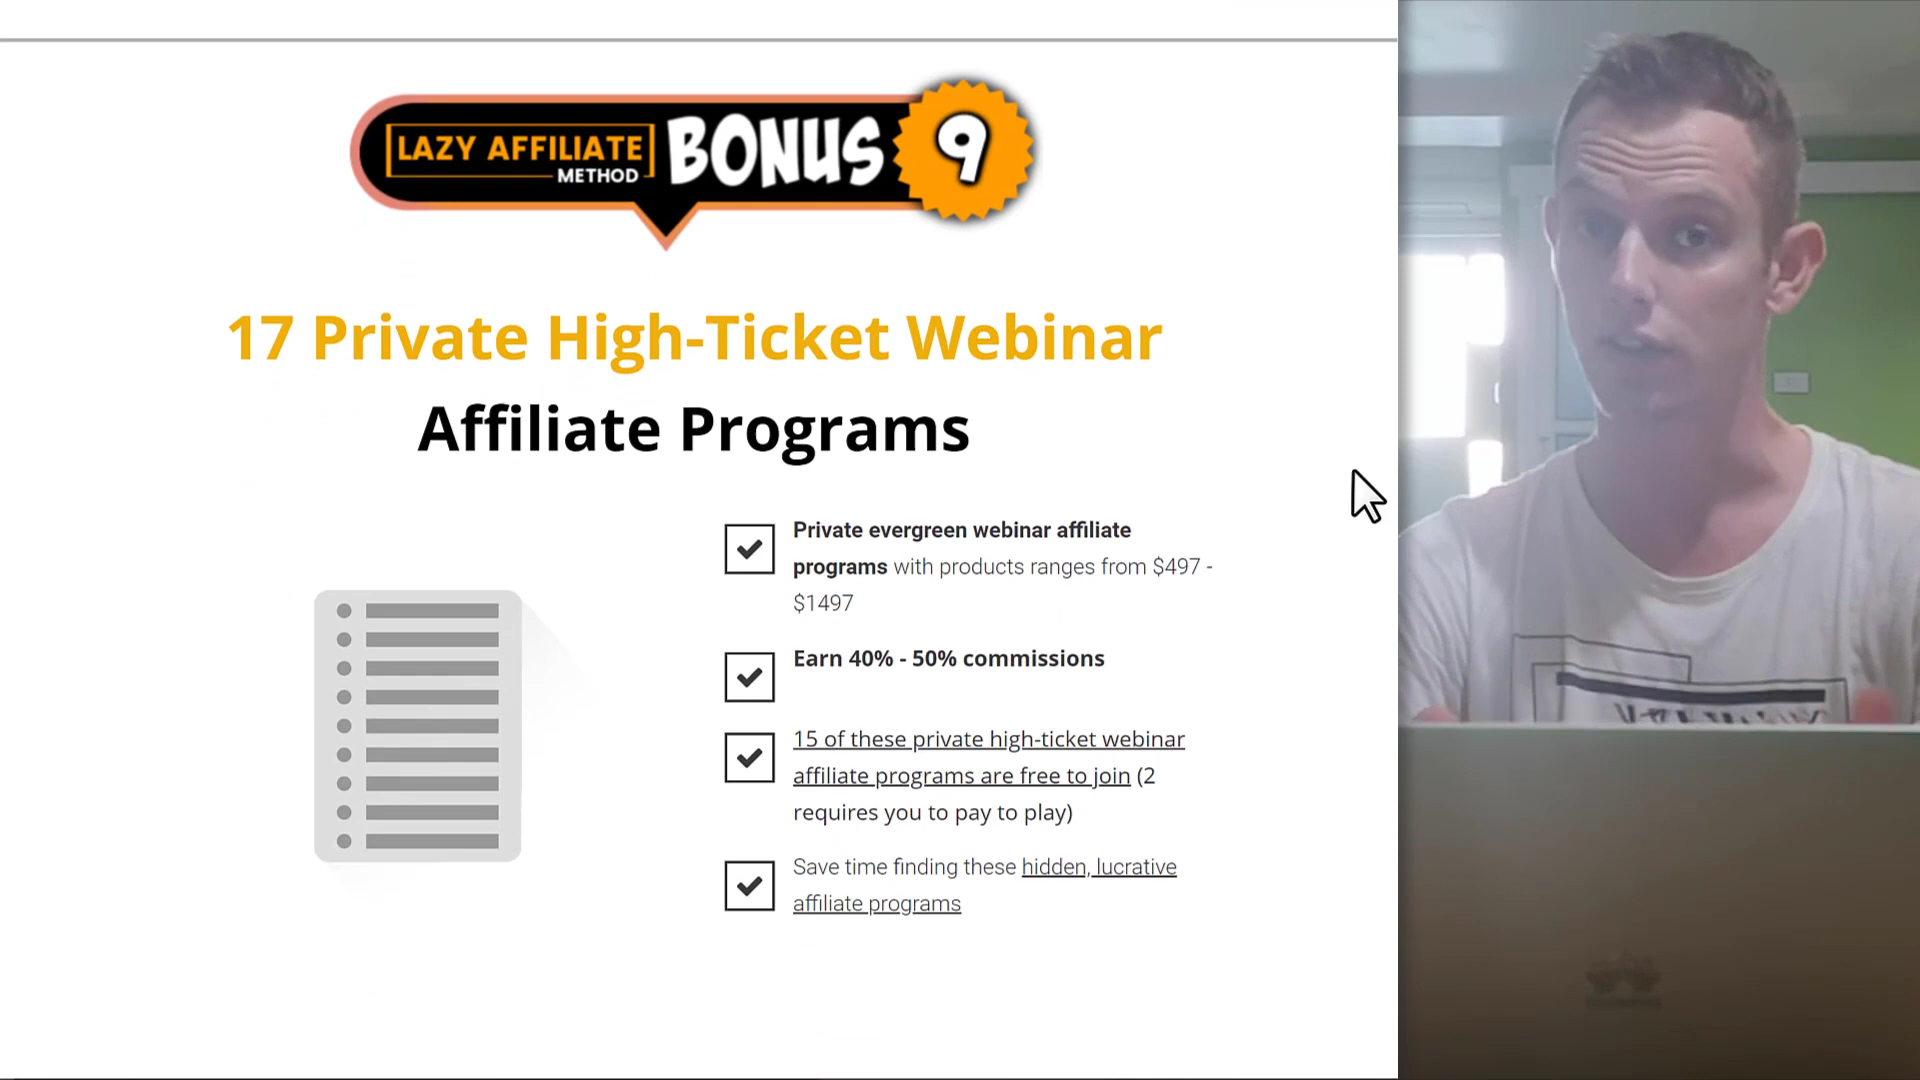 LAZY AFFILIATE
METHOD
BONUS
9
17 Private High-Ticket Webinar
Affiliate Programs
Private evergreen webinar affiliate
programs with products ranges from $497 -
$1497
Earn 40% - 50% commissions
15 of these private high-ticket webinar
affiliate programs are free to join (2
requires you to pay to play)
Save time finding these hidden, lucrative
affiliate programs